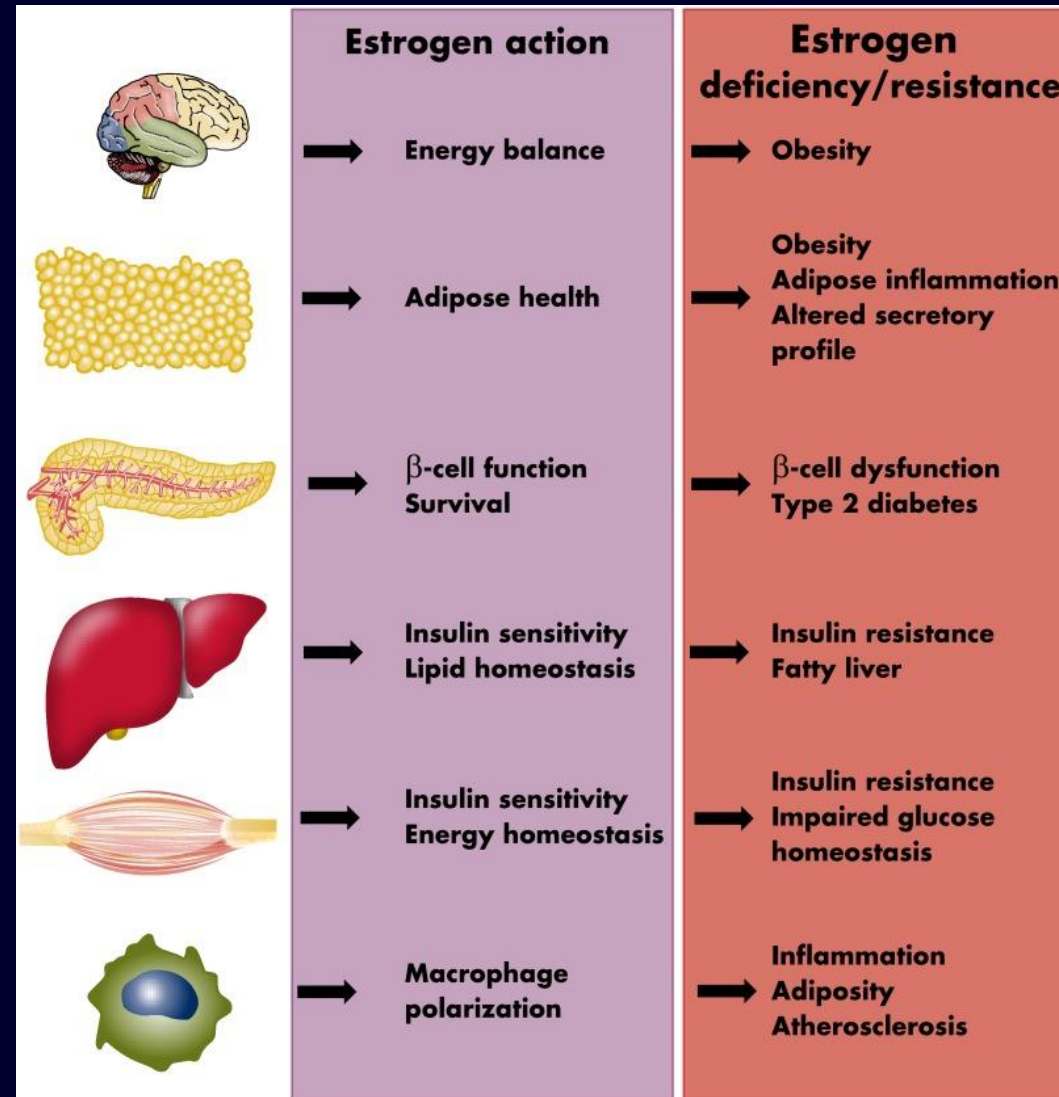 Estrogen action
Estrogen
deficiency/resistance
Energy balance
Obesity
Adipose health
Obesity
Adipose inflammation
Altered secretory
profile
β-cell function
Survival
β-cell dysfunction
Type 2 diabetes
Insulin sensitivity
Lipid homeostasis
Insulin resistance
Fatty liver
Insulin sensitivity
Energy homeostasis
Insulin resistance
Impaired glucose
homeostasis
Macrophage
polarization
Inflammation
Adiposity
Atherosclerosis